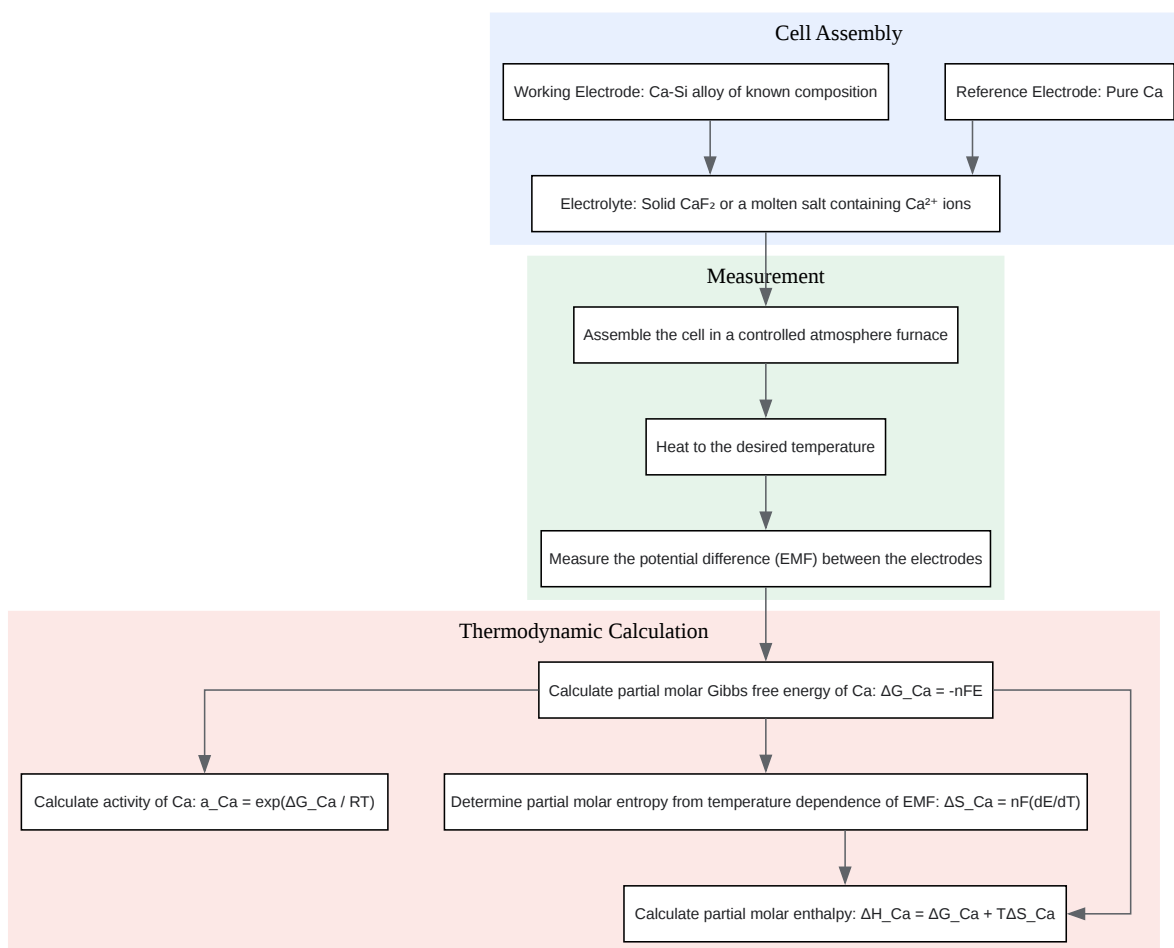 Cell Assembly
Working Electrode: Ca-Si alloy of known composition
Reference Electrode: Pure Ca
Electrolyte: Solid CaF₂ or a molten salt containing Ca²⁺ ions
Measurement
Assemble the cell in a controlled atmosphere furnace
Heat to the desired temperature
Measure the potential difference (EMF) between the electrodes
Thermodynamic Calculation
Calculate partial molar Gibbs free energy of Ca: ΔG_Ca = -nFE
Calculate activity of Ca: a_Ca = exp(ΔG_Ca / RT)
Determine partial molar entropy from temperature dependence of EMF: ΔS_Ca = nF(dE/dT)
Calculate partial molar enthalpy: ΔH_Ca = ΔG_Ca + TΔS_Ca